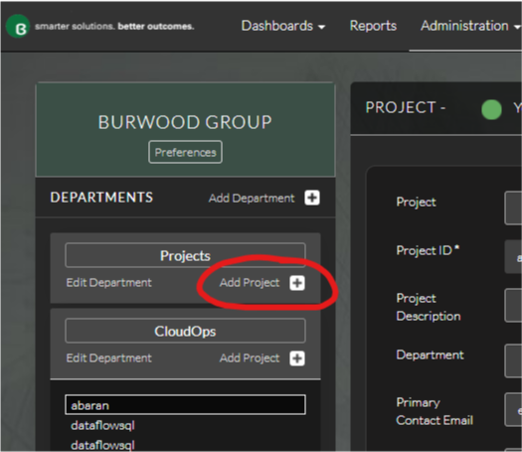 B smarter solutions. better outcomes.
Dashboards
Reports
Administration
BURWOOD GROUP
Preferences
DEPARTMENTS
Add Department
Projects
Edit Department
Add Project
CloudOps
Edit Department
Add Project
abaran
dataflowsql
dataflowsql
PROJECT -
Y
Project
Project ID*
a
Project
Description
Department
Primary
Contact Email
e